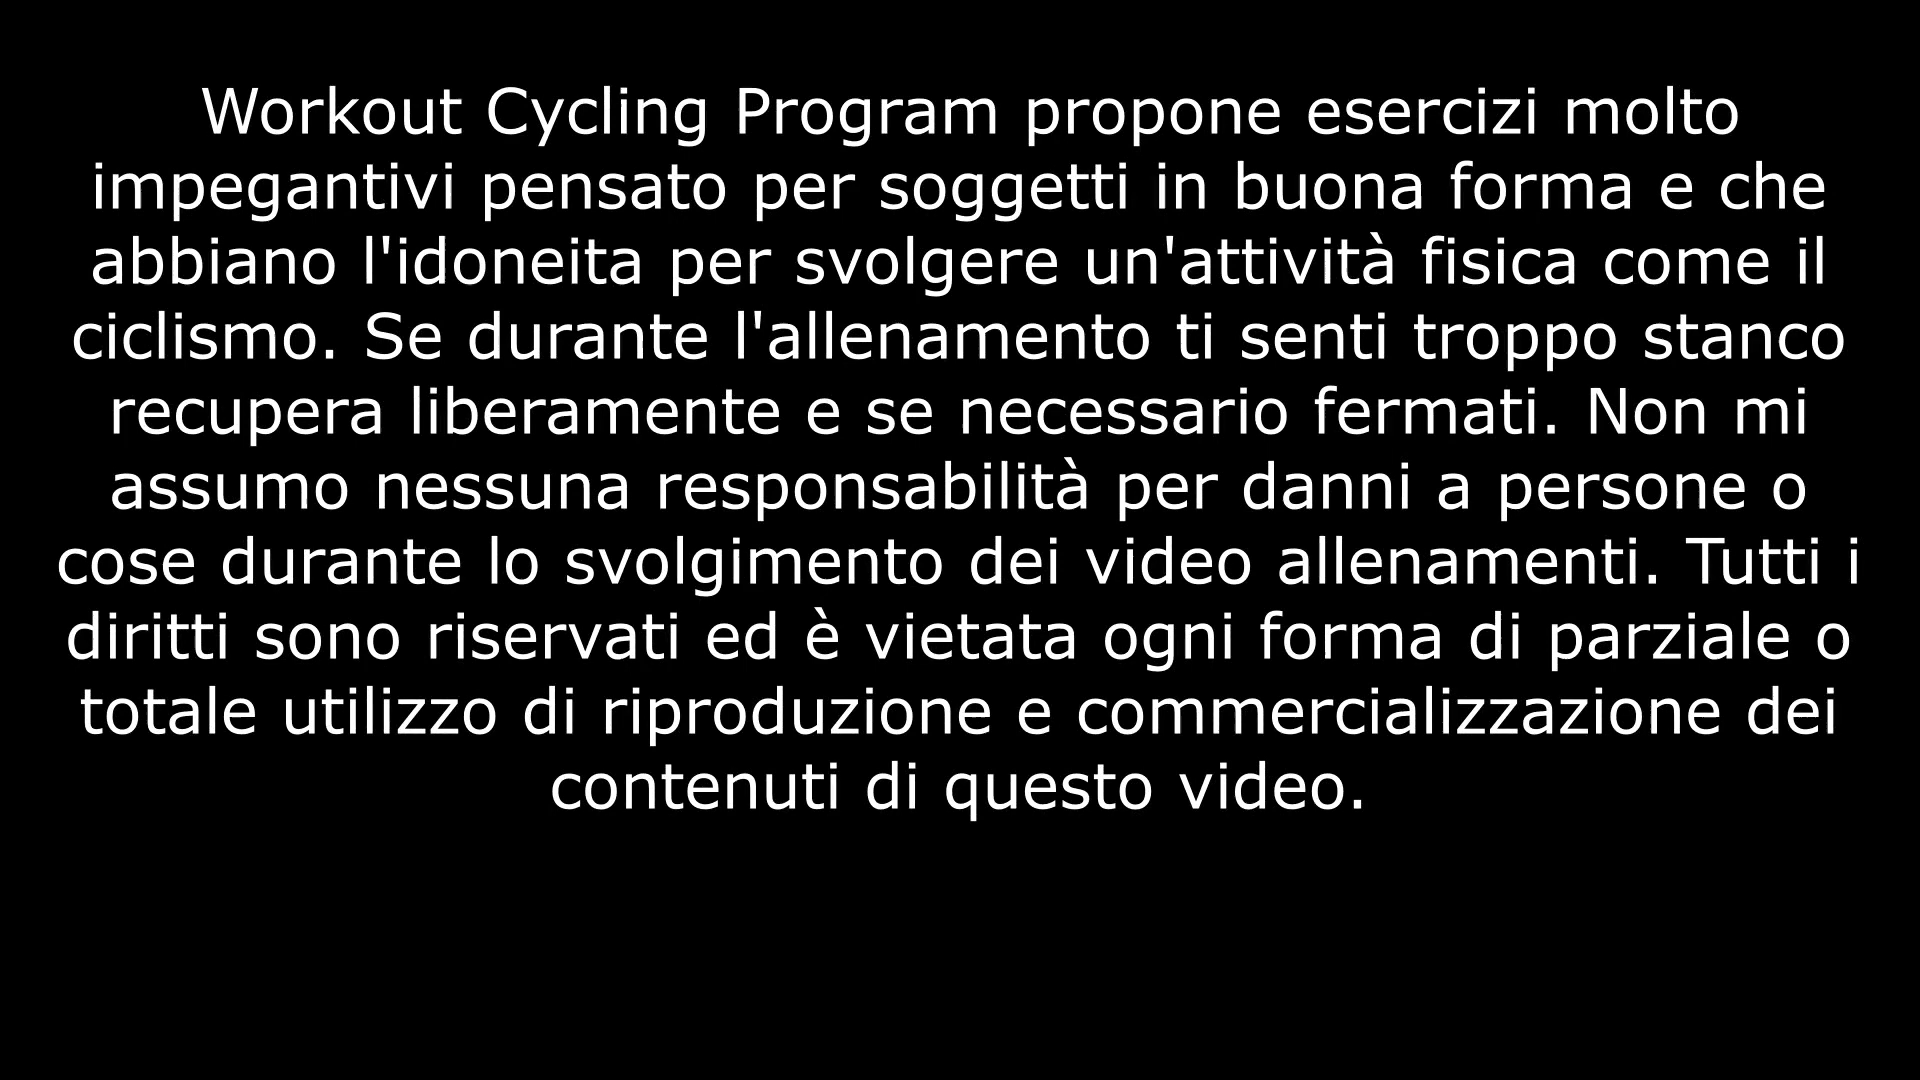 Workout Cycling Program propone esercizi molto
impegantivi pensato per soggetti in buona forma e che
abbiano l'idoneita per svolgere un'attività fisica come il
ciclismo. Se durante l'allenamento ti senti troppo stanco
recupera liberamente e se necessario fermati. Non mi
assumo nessuna responsabilità per danni a persone o
cose durante lo svolgimento dei video allenamenti. Tutti i
diritti sono riservati ed è vietata ogni forma di parziale o
totale utilizzo di riproduzione e commercializzazione dei
contenuti di questo video.